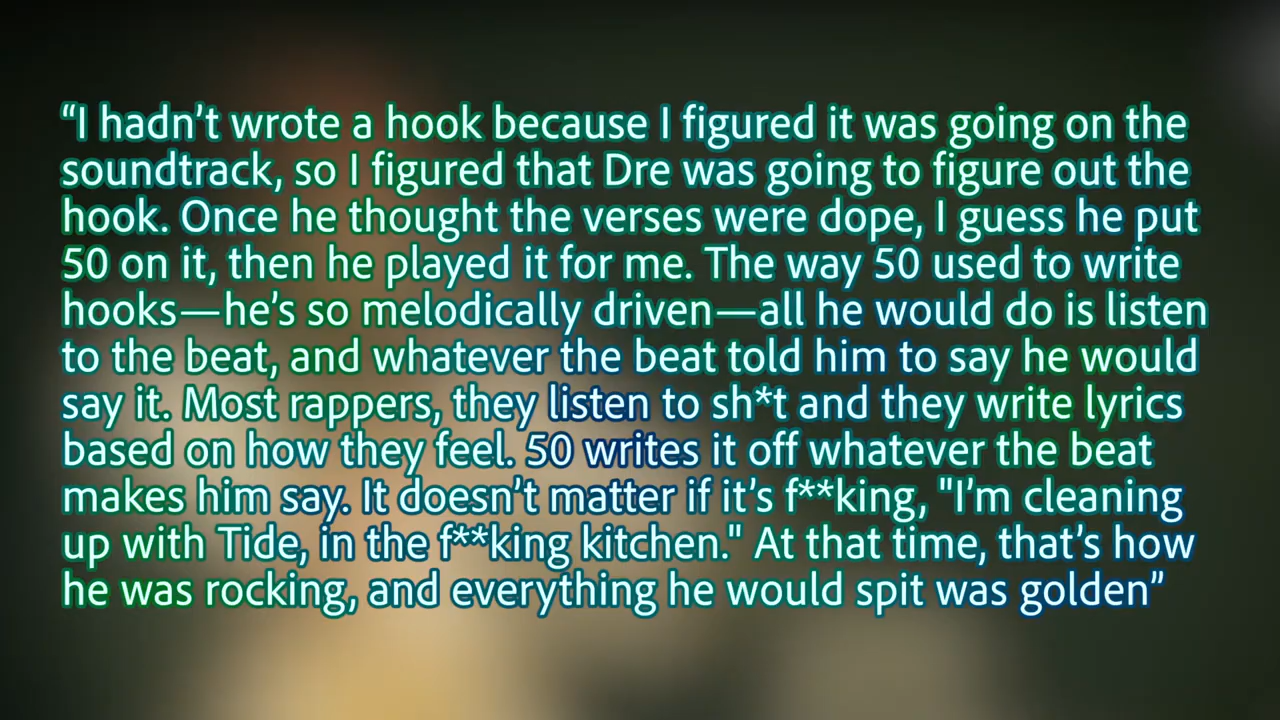 “I hadn’t wrote a hook because I figured it was going on the
soundtrack, so I figured that Dre was going to figure out the
hook. Once he thought the verses were dope, I guess he put
50 on it, then he played it for me. The way 50 used to write
hooks—he’s so melodically driven—all he would do is listen
to the beat, and whatever the beat told him to say he would
say it. Most rappers, they listen to sh*t and they write lyrics
based on how they feel. 50 writes it off whatever the beat
makes him say. It doesn’t matter if it’s f**king, "I’m cleaning
up with Tide, in the f**king kitchen." At that time, that’s how
he was rocking, and everything he would spit was golden”